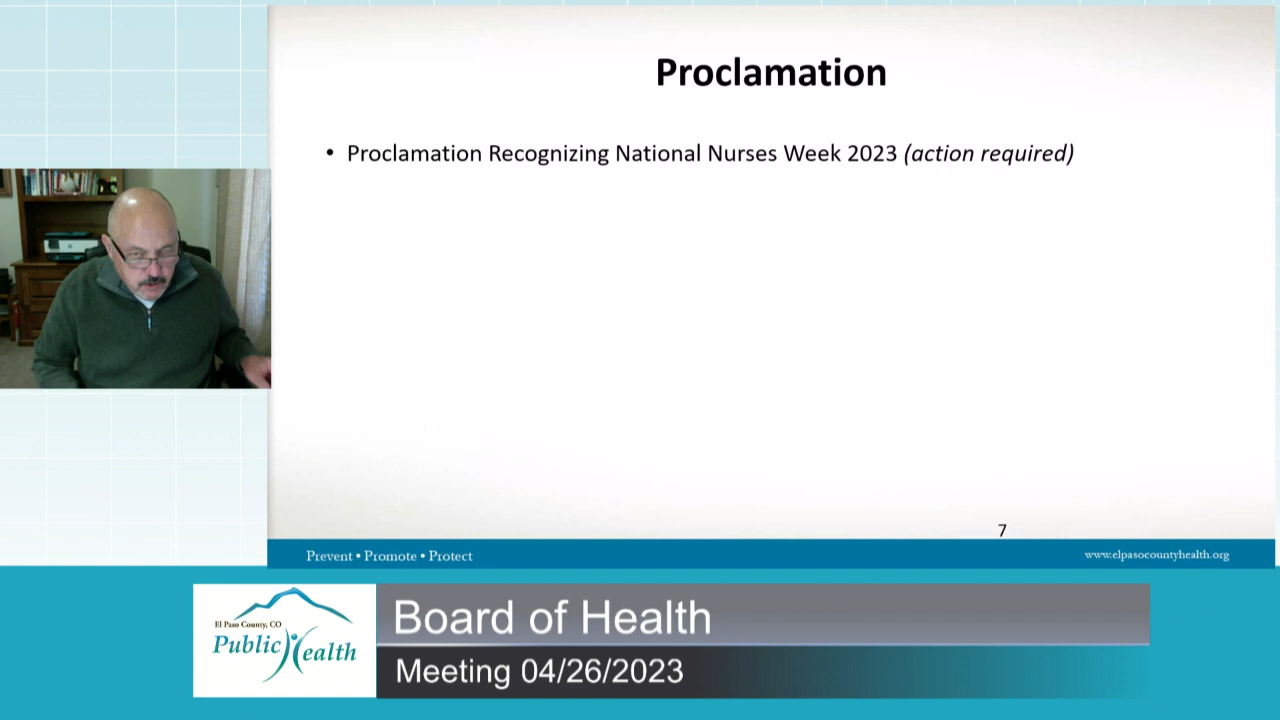 Proclamation
• Proclamation Recognizing National Nurses Week 2023 (action required)
7
Prevent • Promote • Protect
www.elpasocountyhealth.org
El Paso County, CO
Public Health
Board of Health
Meeting 04/26/2023